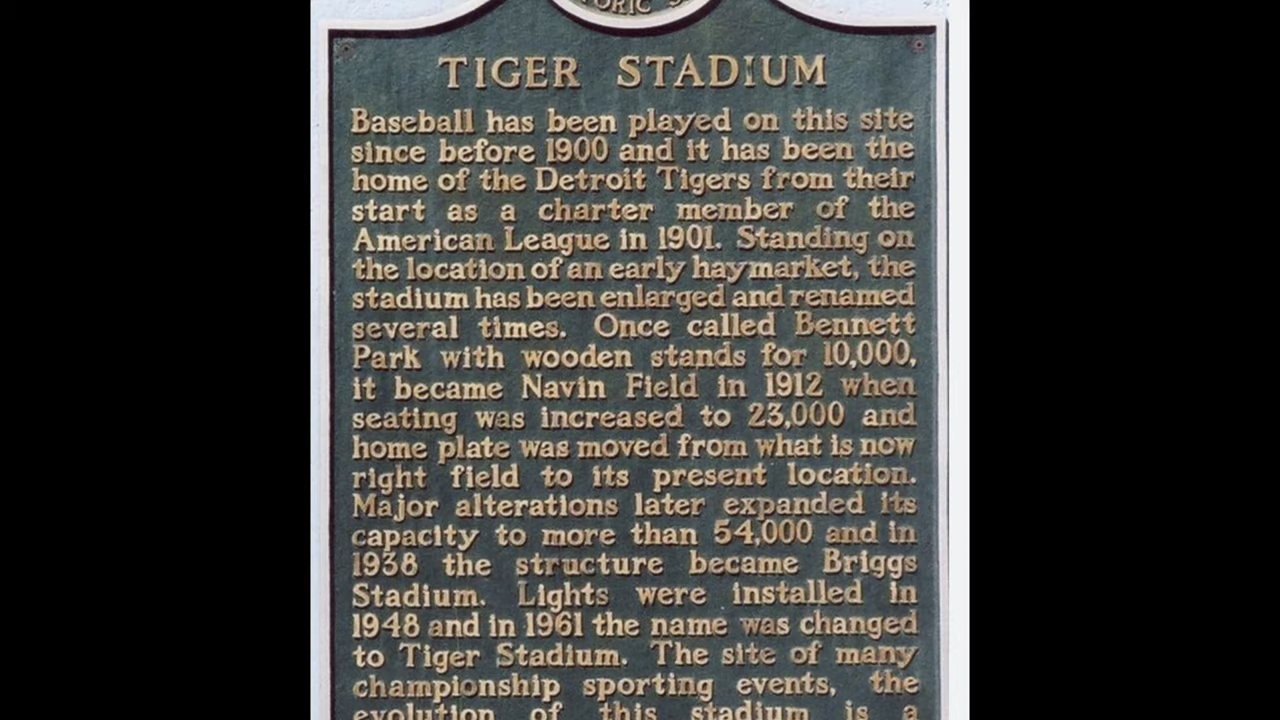 TORIC S
TIGER STADIUM
Baseball has been played on this site
since before 1900 and it has been the
home of the Detroit Tigers from their
start as a charter member of the
American League in 1901. Standing on
the location of an early haymarket, the
stadium has been enlarged and renamed
several times. Once called Bennett
Park with wooden stands for 10,000,
it became Navin Field in 1912 when
seating was increased to 23,000 and
home plate was moved from what is now
right field to its present location.
Major alterations later expanded its
capacity to more than 54,000 and in
1938 the structure became Briggs
Stadium. Lights were installed in
1948 and in 1961 the name was changed
to Tiger Stadium. The site of many
championship sporting events, the
evolution of this stadium is a